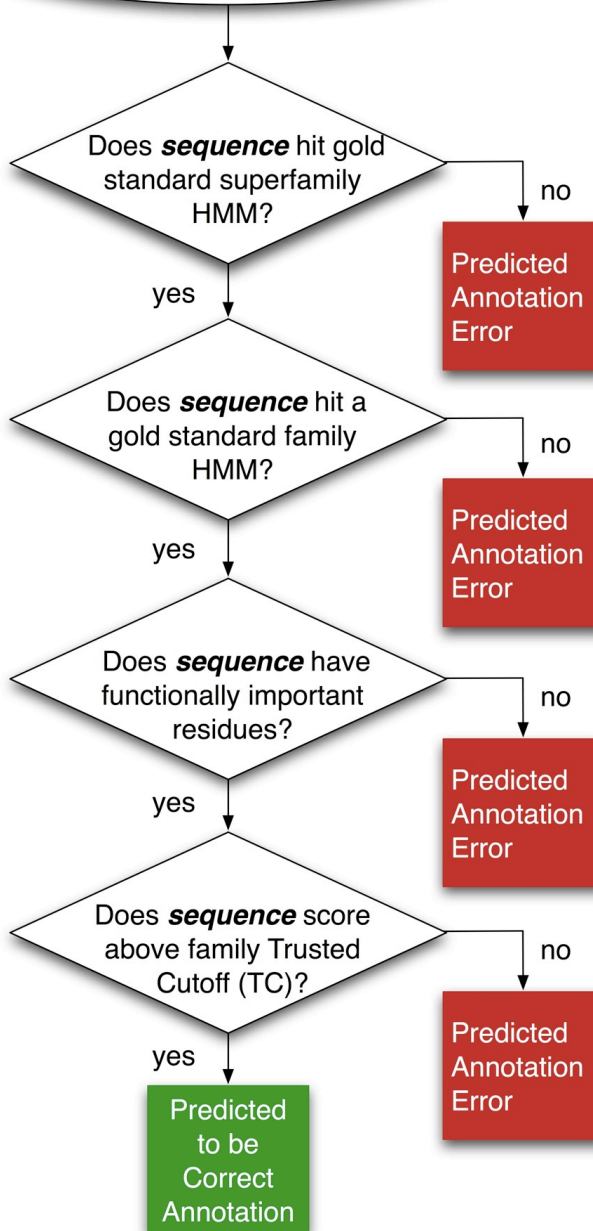 Does sequence hit gold
standard superfamily
HMM?
no
Predicted
Annotation
Error
yes
Does sequence hit a
gold standard family
HMM?
no
Predicted
Annotation
Error
yes
Does sequence have
functionally important
residues?
no
Predicted
Annotation
Error
yes
Does sequence score
above family Trusted
Cutoff (TC)?
no
Predicted
Annotation
Error
yes
Predicted
to be
Correct
Annotation